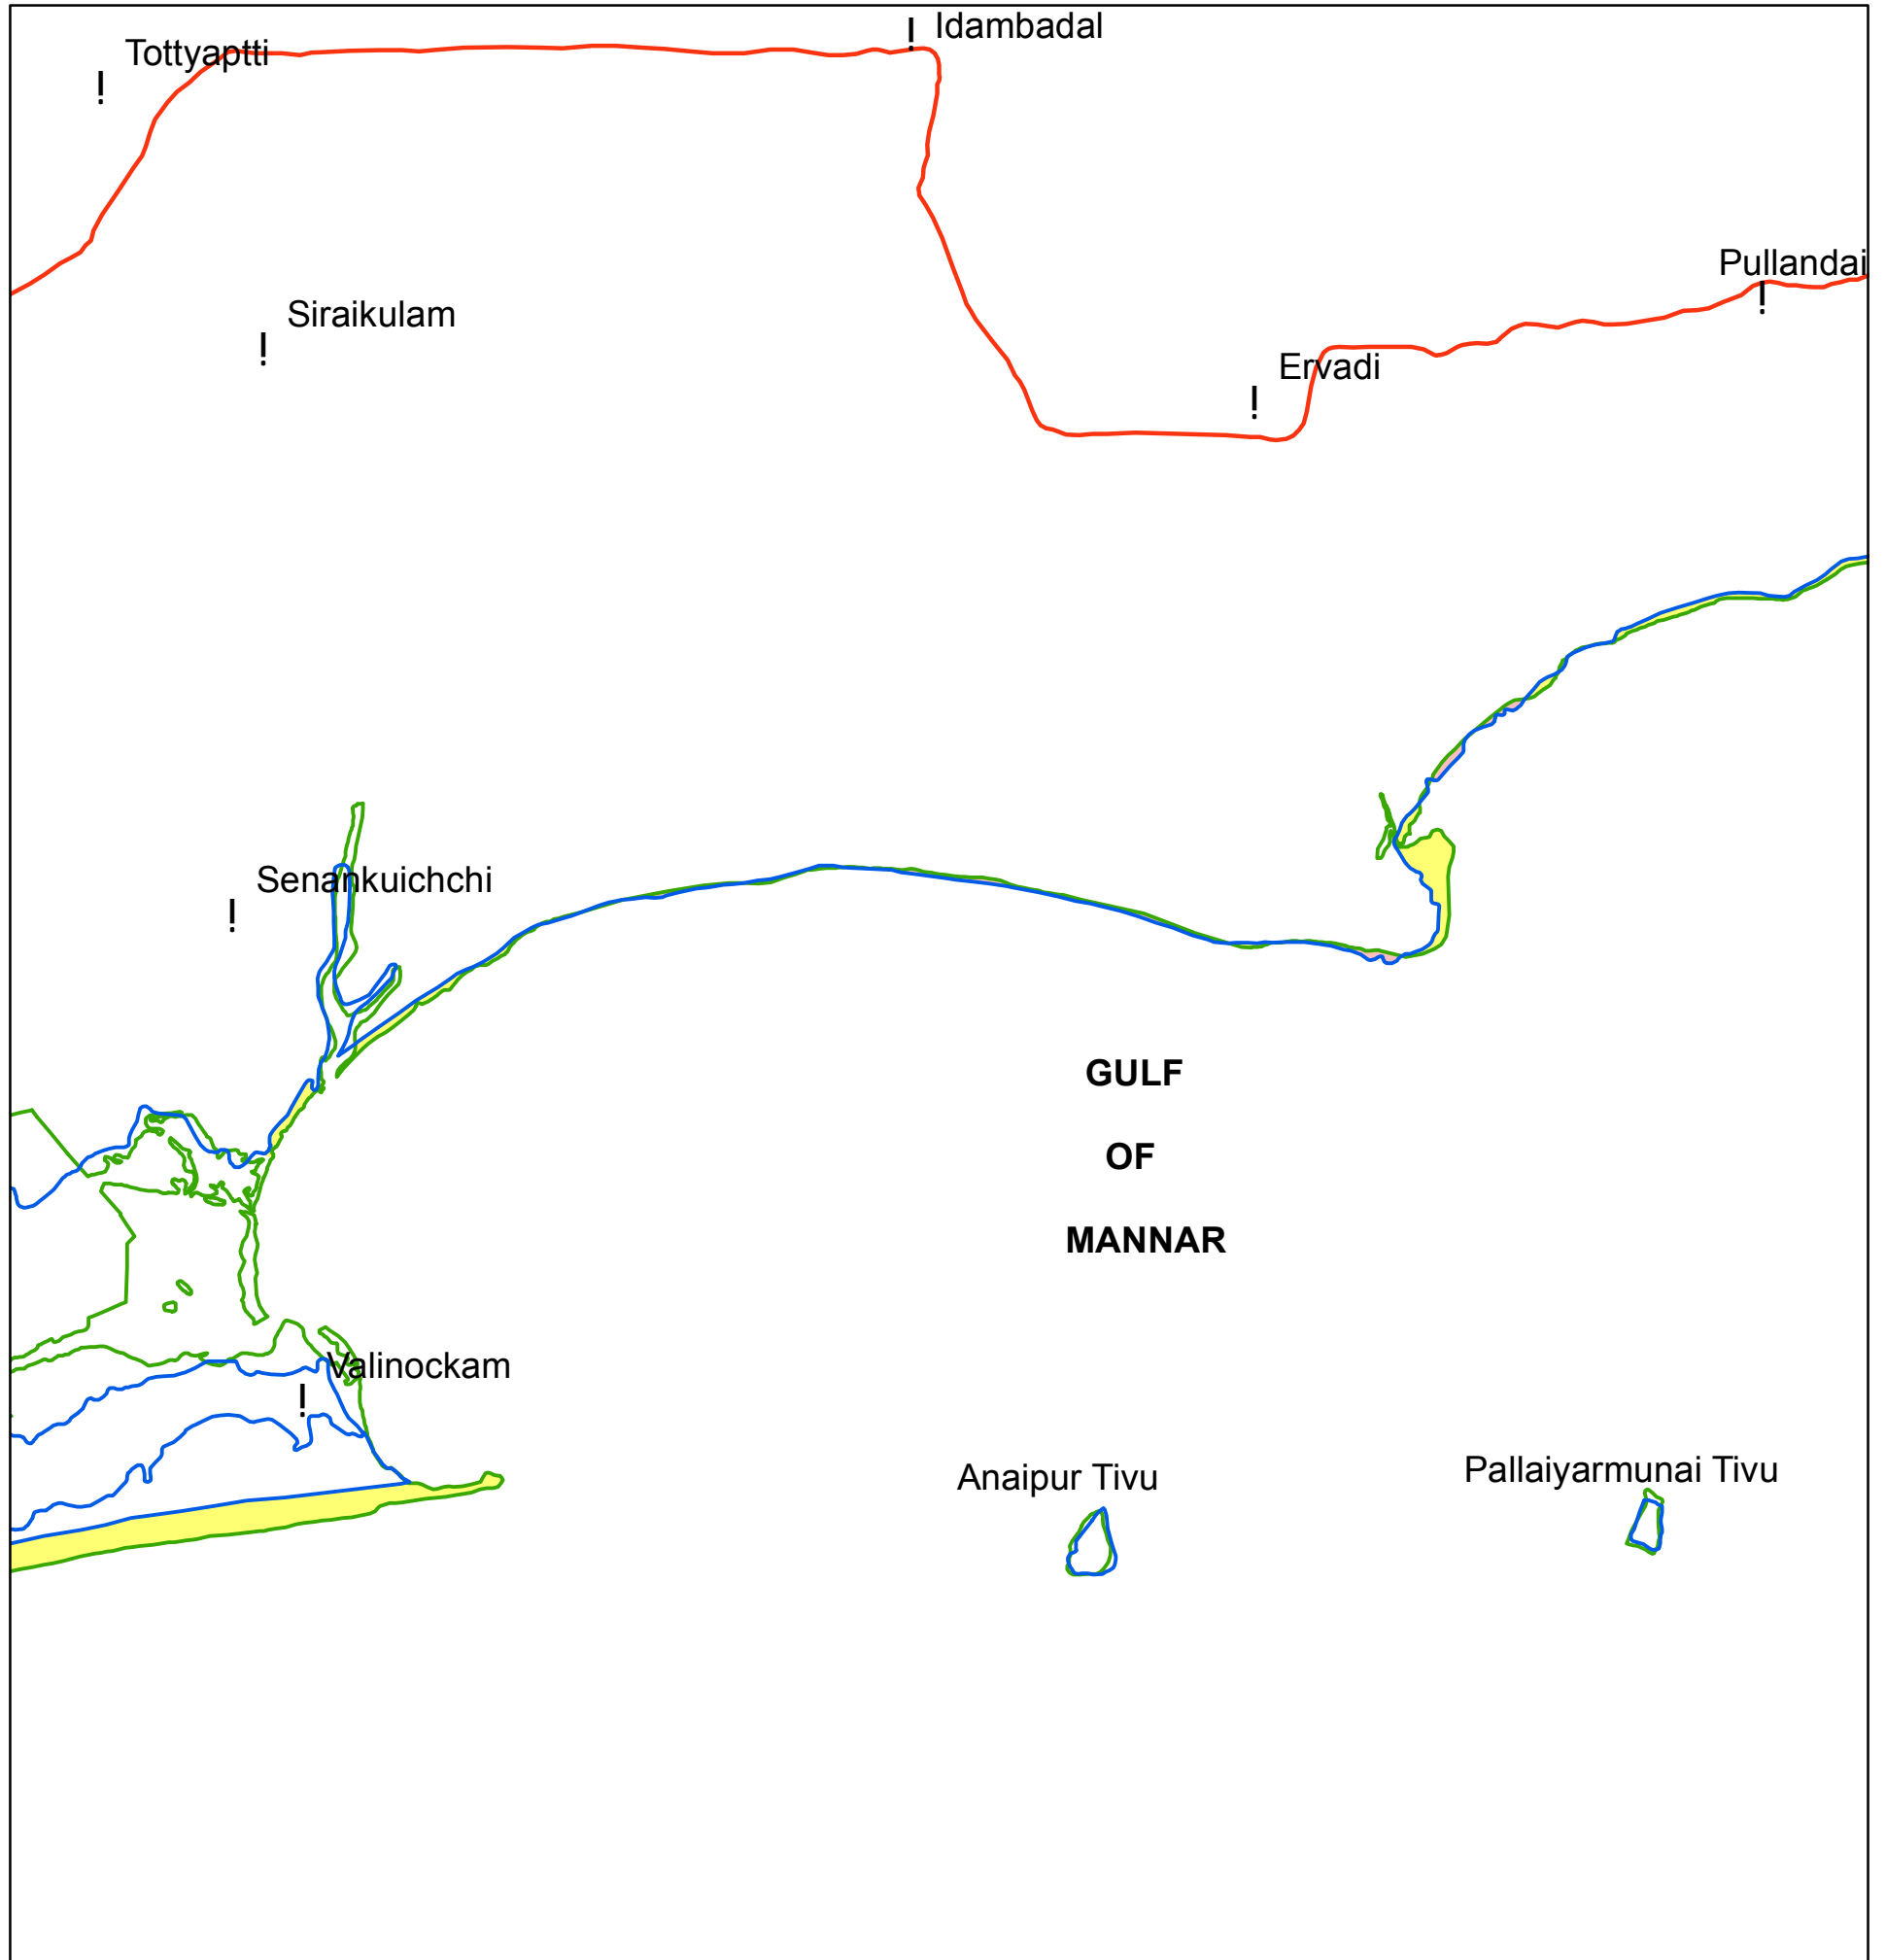 Idambadal
Tottyaptti
Pullandai
Siraikulam
Ervadi
Senankuichchi
GULF
OF
MANNAR
Valinockam
Anaipur Tivu
Pallaiyarmunai Tivu